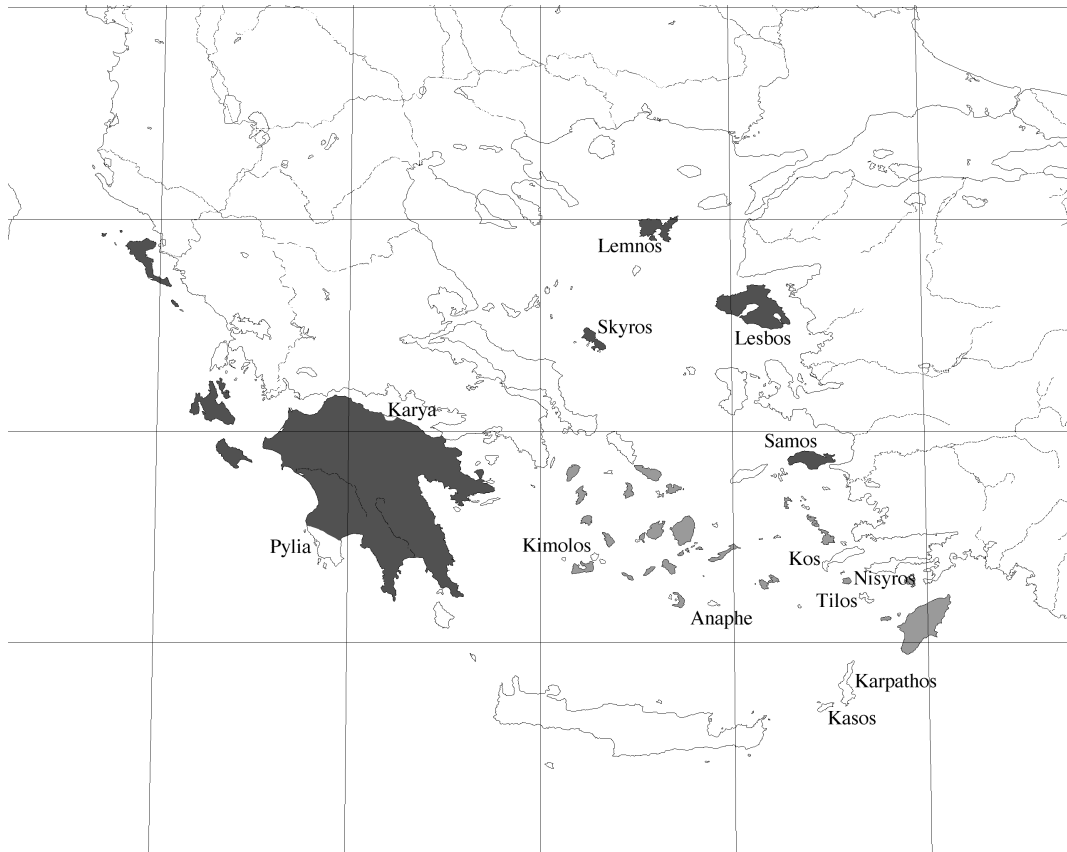 Lemnos
Skyros
Lesbos
Karya
Samos
Pylia
Kimolos
Kos
Nisyros
Tilos
Anaphe
Karpathos
Kasos